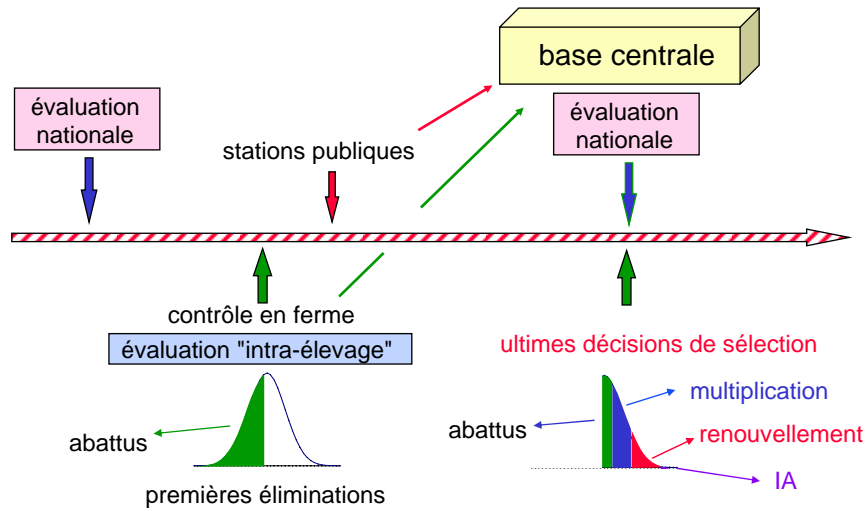 base centrale
évaluation
nationale
évaluation
nationale
stations publiques
contrôle en ferme
évaluation "intra-élevage"
abattus
premières éliminations
ultimes décisions de sélection
multiplication
abattus
renouvellement
IA